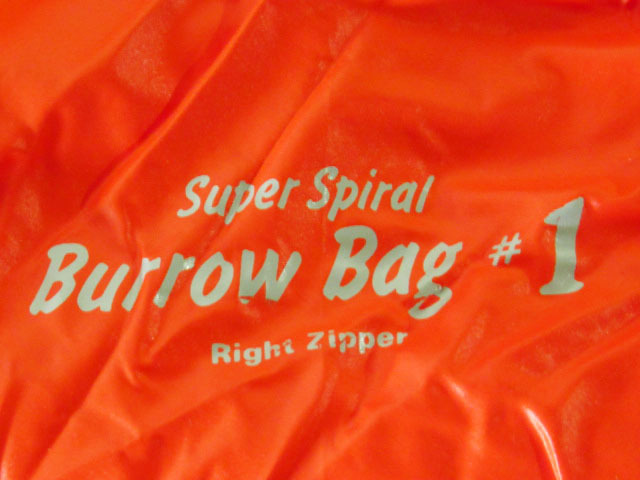 Super Spiral
Burrow Bag #1
Right Zipper